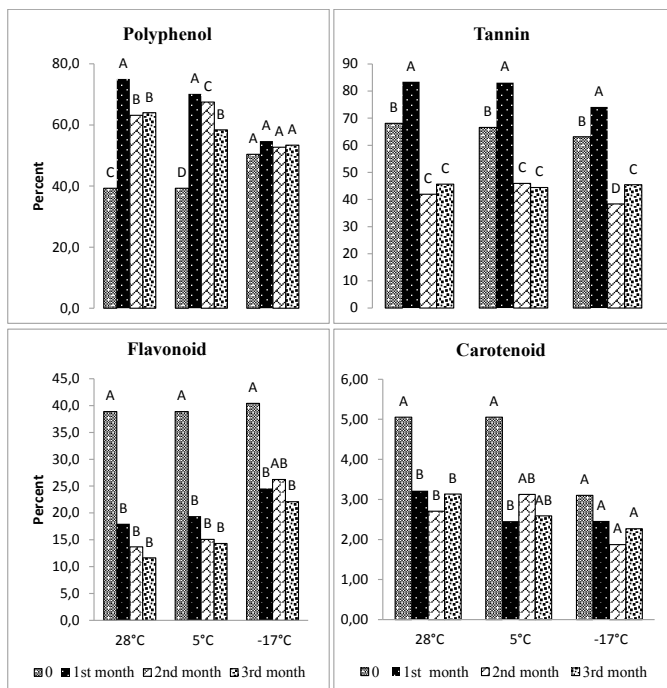 Polyphenol
80,0
60,0
40,0
20,0
0,0
Percent
C
A
B
B
D
A
C
B
A
A
A
A
Tannin
90
80
70
60
50
40
30
20
10
0
B
A
C
C
B
A
C
C
B
A
D
C
Flavonoid
45,0
40,0
35,0
30,0
25,0
20,0
15,0
10,0
5,0
0,0
Percent
A
B
B
B
A
B
B
B
A
B
AB
B
28°C 5°C -17°C
0 1st month 2nd month 3rd month
Carotenoid
6,00
5,00
4,00
3,00
2,00
1,00
0,00
A
B
B
B
A
B
AB
AB
A
A
A
A
28°C 5°C -17°C
0 1st month 2nd month 3rd month